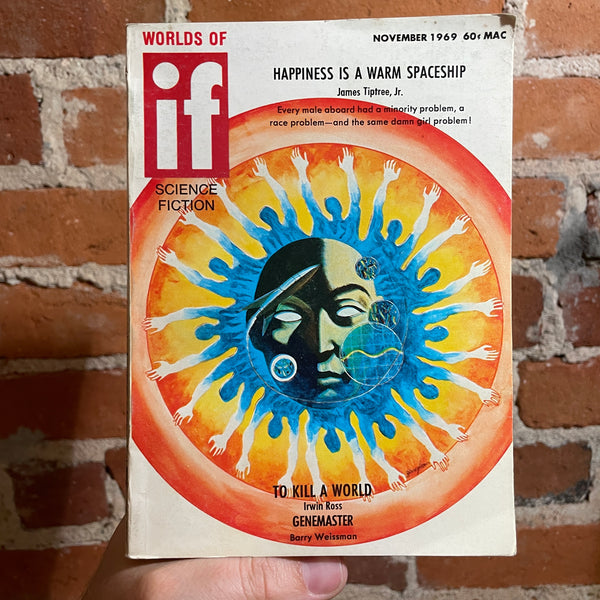 WORLDS OF
if
SCIENCE
FICTION
NOVEMBER 1969 60¢ MAC
HAPPINESS IS A WARM SPACESHIP
James Tiptree, Jr.
Every male aboard had a minority problem, a
race problem—and the same damn girl problem!
TO KILL A WORLD
Irwin Ross
GENEMASTER
Barry Weissman